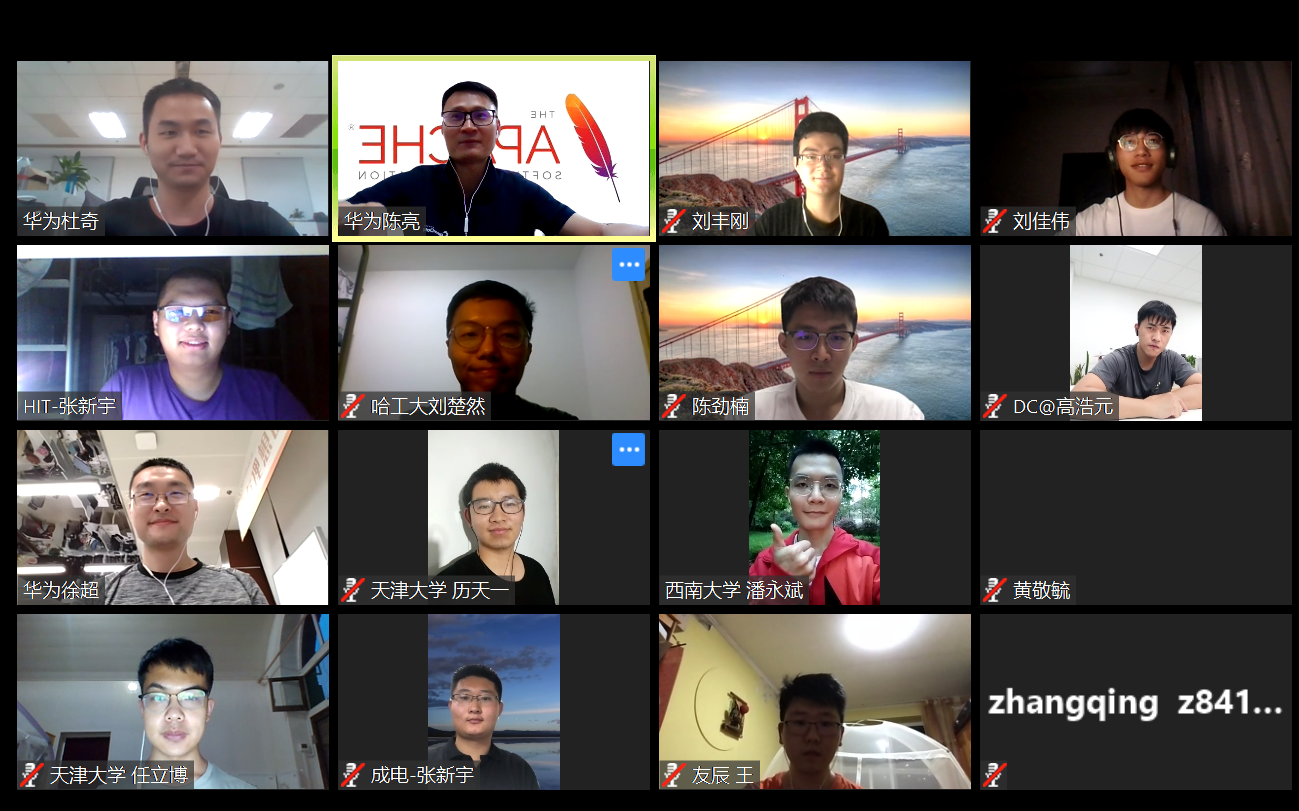 华为杜奇
THE
APACHE
华为陈亮
刘丰刚
刘佳伟
HIT-张新宇
哈工大刘楚然
陈劲楠
DC@高浩元
华为徐超
天津大学 历天一
西南大学 潘永斌
黄敬毓
天津大学 任立博
成电-张新宇
友辰 王
zhangqing z841...